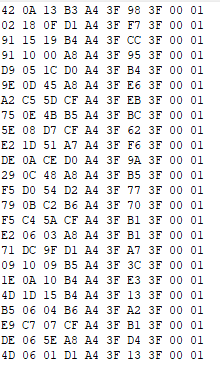 42 0A 13 B3 A4 3F 98 3F 00 01
02 18 0F D1 A4 3F F7 3F 00 01
91 15 19 B4 A4 3F CC 3F 00 01
91 10 00 A8 A4 3F 95 3F 00 01
D9 05 1C D0 A4 3F B4 3F 00 01
9E 0D 45 A8 A4 3F E6 3F 00 01
A2 C5 5D CF A4 3F EB 3F 00 01
75 0E 4B B5 A4 3F BC 3F 00 01
5E 08 D7 CF A4 3F 62 3F 00 01
E2 1D 51 A7 A4 3F F6 3F 00 01
DE 0A CE D0 A4 3F 9A 3F 00 01
29 0C 48 A8 A4 3F B5 3F 00 01
F5 D0 54 D2 A4 3F 77 3F 00 01
79 0B C2 B6 A4 3F 70 3F 00 01
F5 C4 5A CF A4 3F B1 3F 00 01
E2 06 03 A8 A4 3F B1 3F 00 01
71 DC 9F D1 A4 3F A7 3F 00 01
09 10 09 B5 A4 3F 3C 3F 00 01
1E 0A 10 B4 A4 3F E3 3F 00 01
4D 1D 15 B4 A4 3F 13 3F 00 01
B5 06 04 B6 A4 3F A2 3F 00 01
E9 C7 07 CF A4 3F B1 3F 00 01
DE 06 5E A8 A4 3F D4 3F 00 01
4D 06 01 D1 A4 3F 13 3F 00 01